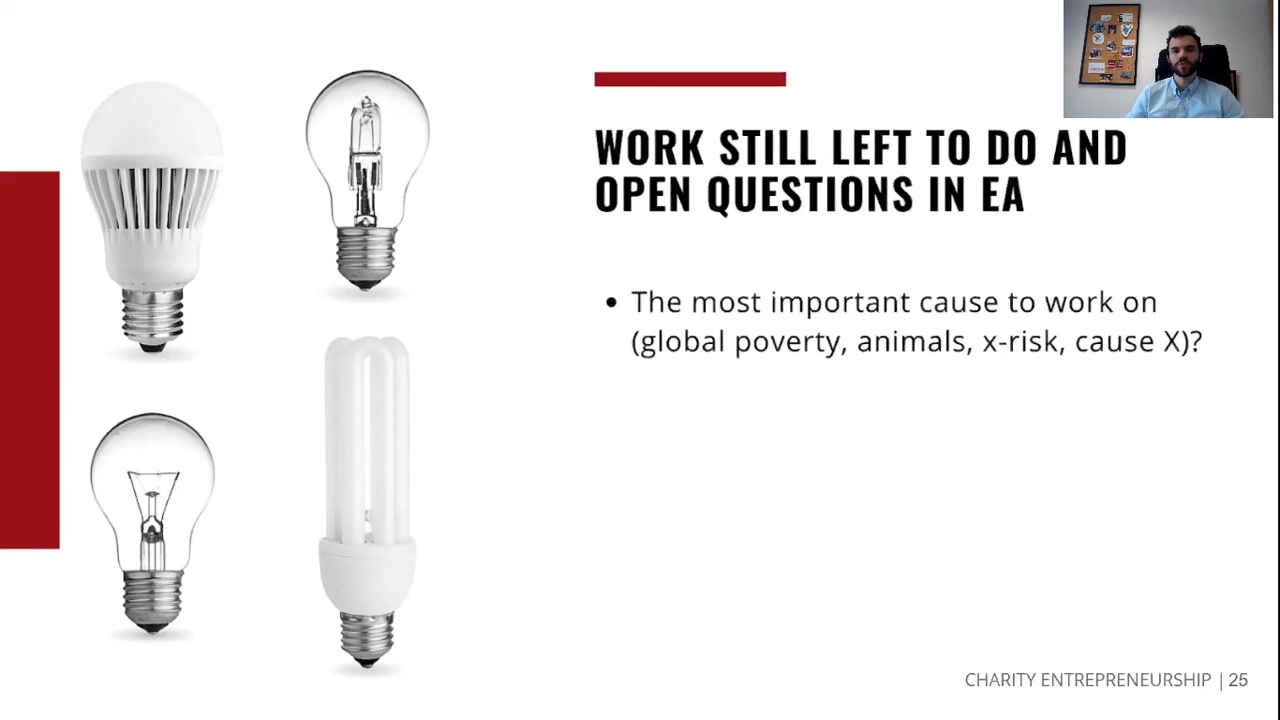 WORK STILL LEFT TO DO AND
OPEN QUESTIONS IN EA
• The most important cause to work on
(global poverty, animals, x-risk, cause X)?
CHARITY ENTREPRENEURSHIP | 25